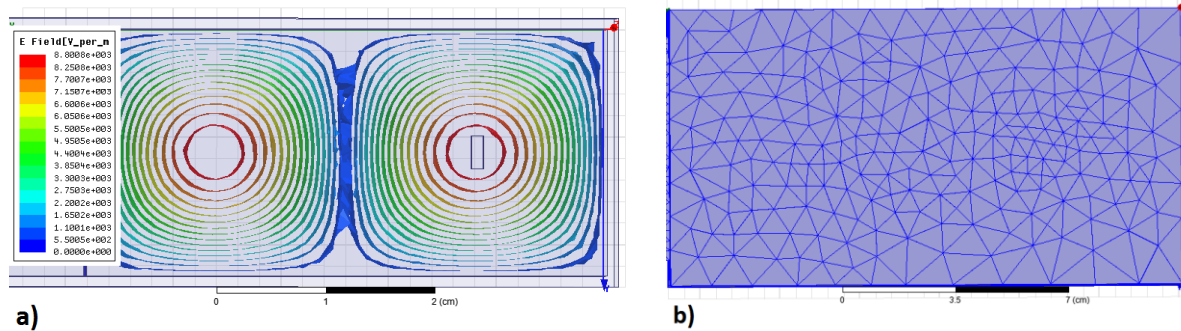 E Field[V_per_m
8.8008e+003
8.2508e+003
7.7007e+003
7.1507e+003
6.6006e+003
6.0506e+003
5.5005e+003
4.9505e+003
4.4004e+003
3.8504e+003
3.3003e+003
2.7503e+003
2.2002e+003
1.6502e+003
1.1001e+003
5.5005e+002
0.0000e+000
0 1 2 (cm)
a)
0 3.5 7 (cm)
b)